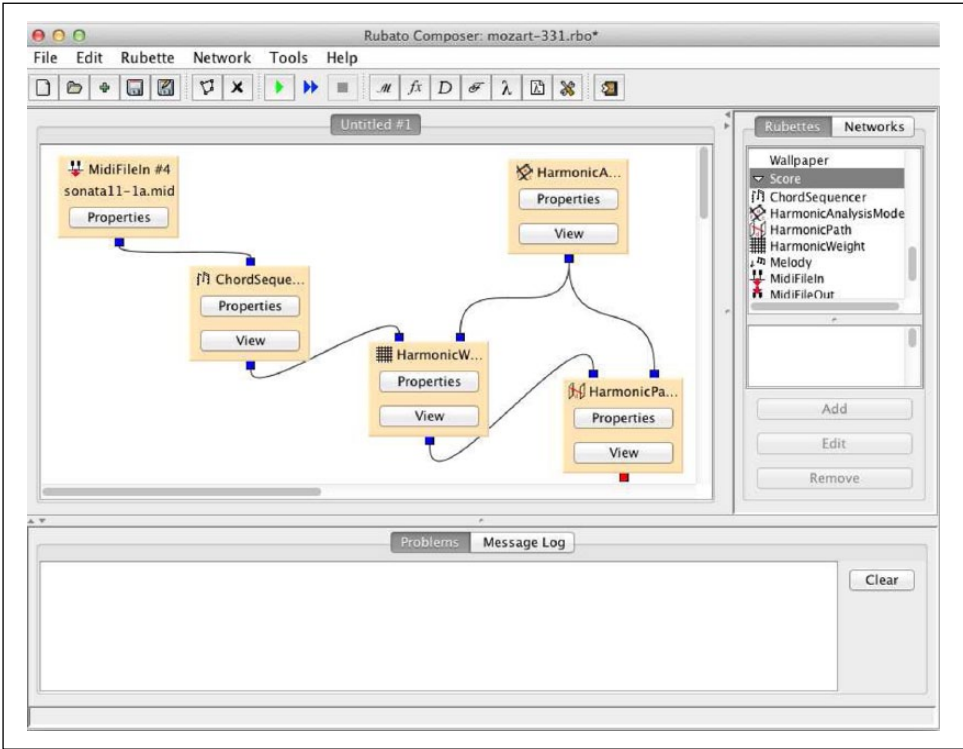 Rubato Composer: mozart-331.rbo*
File Edit Rubette Network Tools Help
M fx D F λ λ
Untitled #1
MidiFileIn #4
sonata11-1a.mid
Properties
ChordSeque...
Properties
View
HarmonicA...
Properties
View
HarmonicW...
Properties
View
HarmonicPa...
Properties
View
Rubettes Networks
Wallpaper
Score
ChordSequencer
HarmonicAnalysisMode
HarmonicPath
HarmonicWeight
Melody
MidiFileIn
MidiFileOut
Add
Edit
Remove
Problems Message Log
Clear